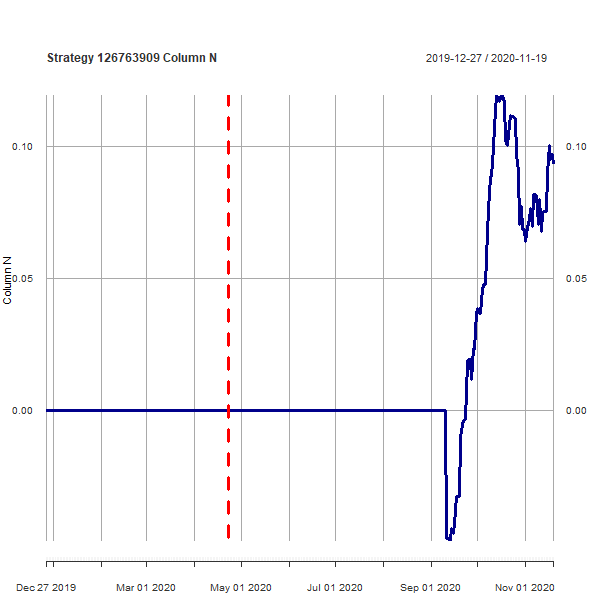 Strategy 126763909 Column N
2019-12-27 / 2020-11-19
Column N
0.10
0.05
0.00
0.10
0.05
0.00
Dec 27 2019
Mar 01 2020
May 01 2020
Jul 01 2020
Sep 01 2020
Nov 01 2020